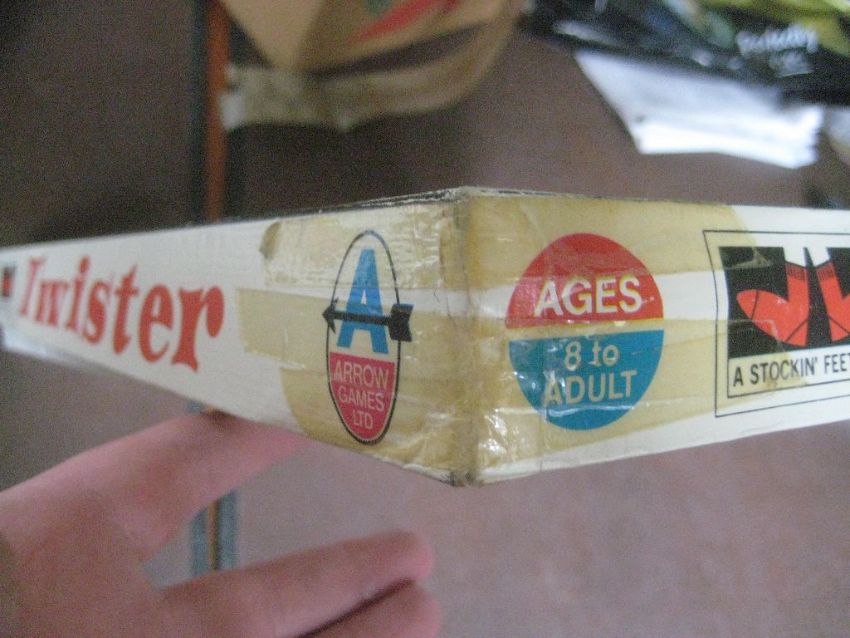 Twister
A
ARROW
GAMES
LTD
AGES
8 to
ADULT
A STOCKIN' FEET